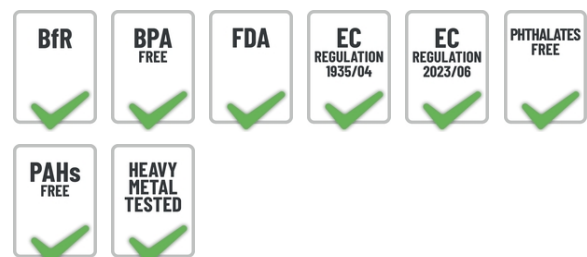 BfR
BPA
FREE
FDA
EC
REGULATION
1935/04
EC
REGULATION
2023/06
PHTHALATES
FREE
PAHs
FREE
HEAVY
METAL
TESTED